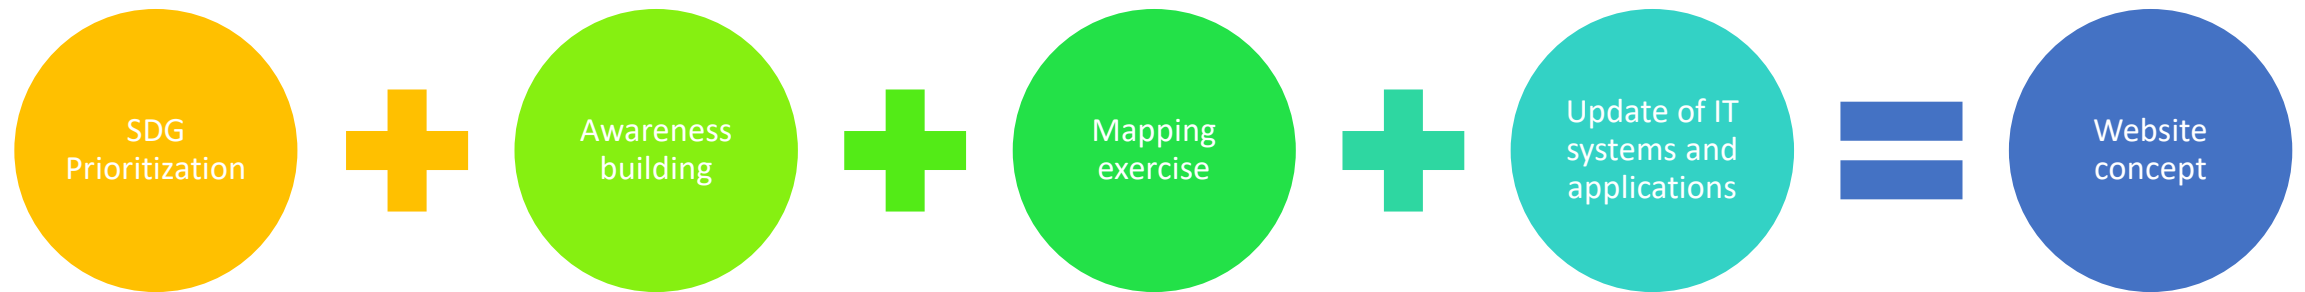 SDG
Prioritization
Awareness
building
Mapping
exercise
Update of IT
systems and
applications
Website
concept